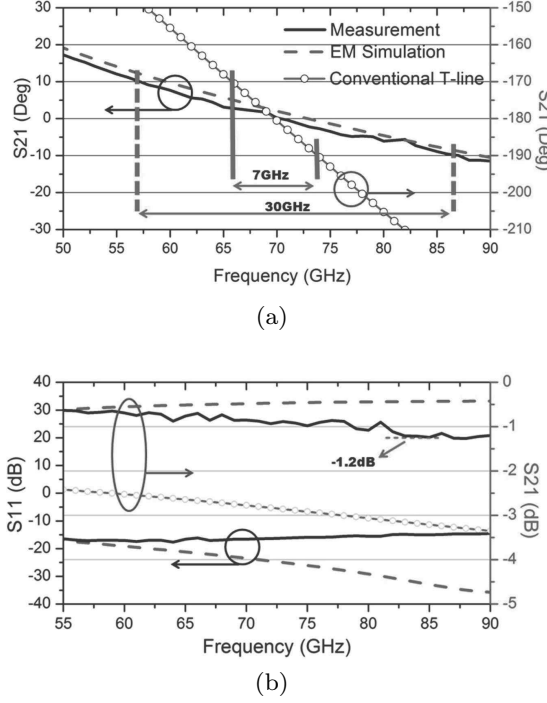 30
20
10
0
-10
-20
-30
S21 (Deg)
-150
-160
-170
-180
-190
-200
-210
S21 (Deg)
Measurement
EM Simulation
Conventional T-line
7GHz
30GHz
50 55 60 65 70 75 80 85 90
Frequency (GHz)
(a)
40
30
20
10
0
-10
-20
-30
-40
S11 (dB)
0
-1
-2
-3
-4
-5
S21 (dB)
-1.2dB
55 60 65 70 75 80 85 90
Frequency (GHz)
(b)